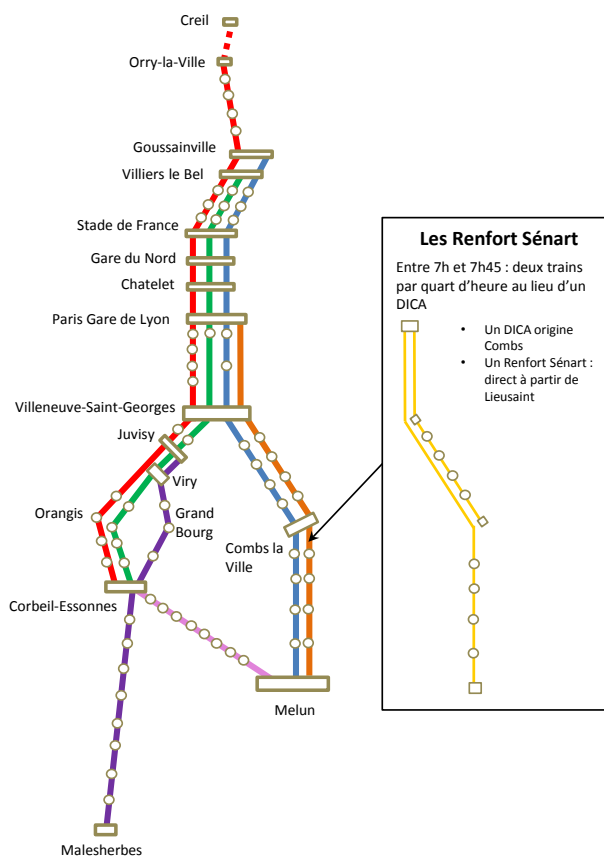 Creil
Orry-la-Ville
Goussainville
Villiers le Bel
Stade de France
Gare du Nord
Chatelet
Paris Gare de Lyon
Villeneuve-Saint-Georges
Juvisy
Viry
Orangis
Grand
Bourg
Combs la
Ville
Corbeil-Essonnes
Melun
Malesherbes
Les Renfort Sénart
Entre 7h et 7h45 : deux trains
par quart d'heure au lieu d'un
DICA
• Un DICA origine
Combs
• Un Renfort Sénart :
direct à partir de
Lieusaint